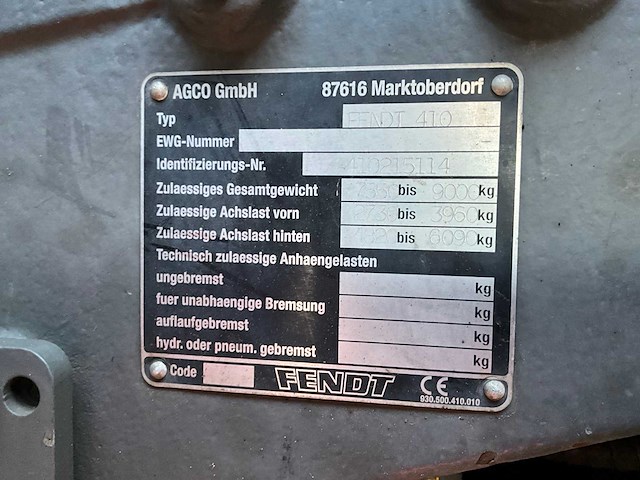 AGCO GmbH 87616 Marktoberdorf
Typ FENDT 410
EWG-Nummer
Identifizierungs-Nr.
Zulaessiges Gesamtgewicht bis 9000 kg
Zulaessige Achslast vorn bis 3960 kg
Zulaessige Achslast hinten bis 6090 kg
Technisch zulaessige Anhaengelasten
ungebremst kg
fuer unabhaengige Bremsung kg
auflaufgebremst kg
hydr. oder pneum. gebremst kg
Code FENDT CE
930.500.410.010